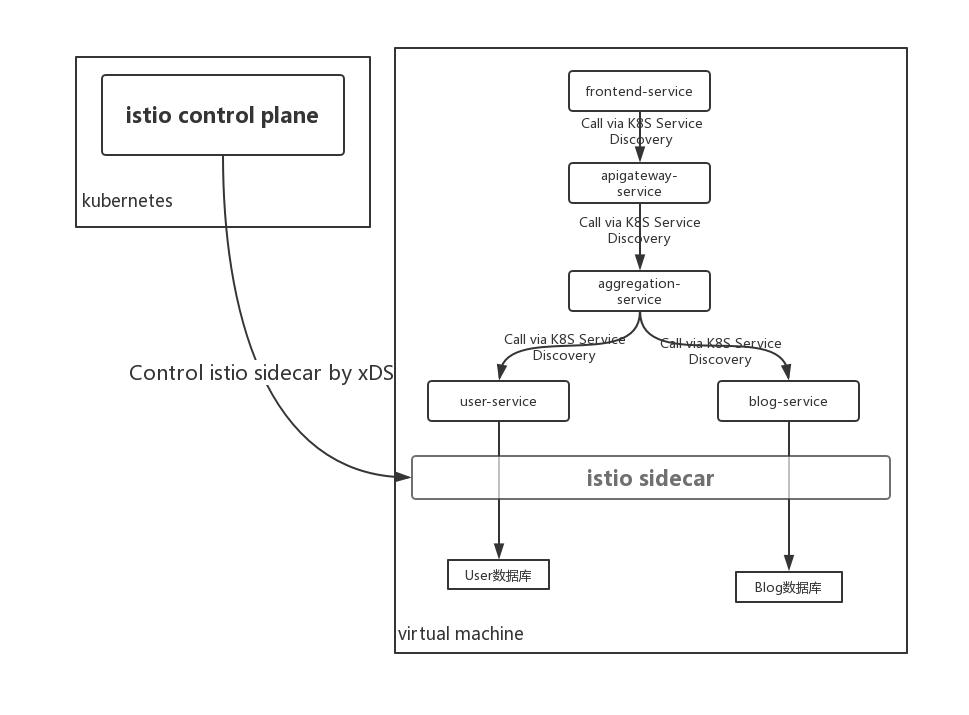 istio control plane
kubernetes
Control istio sidecar by xDS
frontend-service
Call via K8S Service
Discovery
apigateway-
service
Call via K8S Service
Discovery
aggregation-
service
Call via K8S Service
Discovery
Call via K8S Service
Discovery
user-service
blog-service
istio sidecar
User数据库
Blog数据库
virtual machine